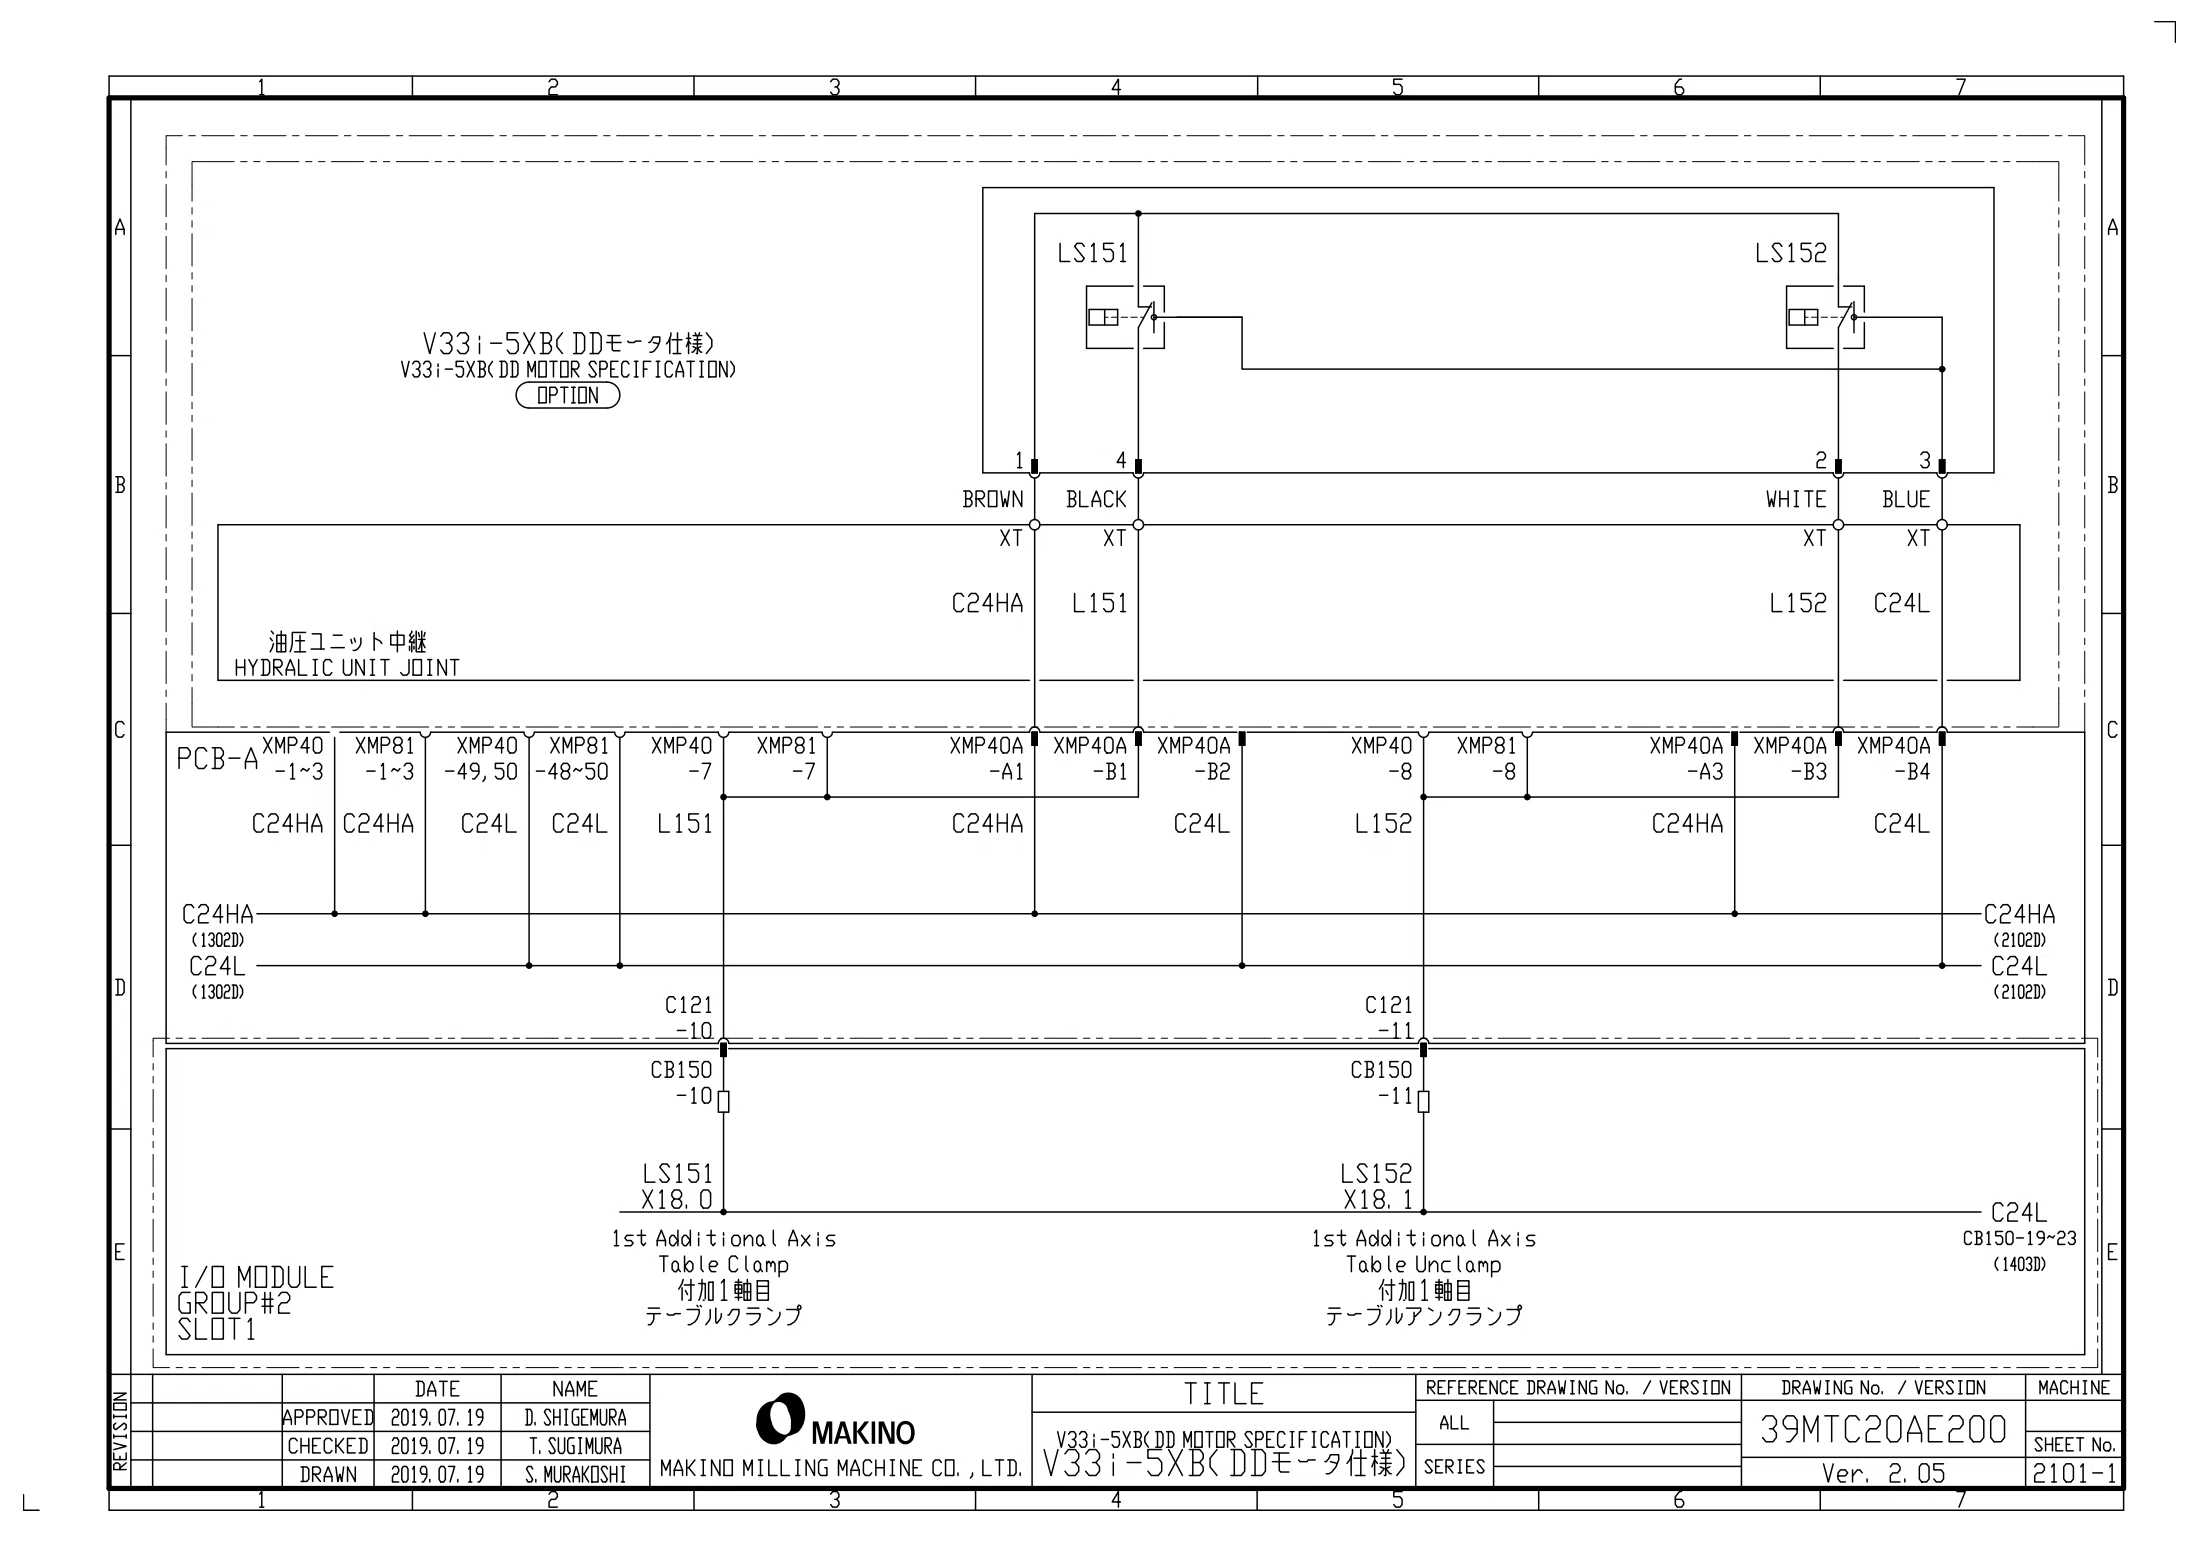 1 2 3 4 5 6 7
A A
LS151 LS152
V33i-5XB(DDモータ仕様)
V33i-5XB(DD MOTOR SPECIFICATION)
OPTION
1 4 2 3
B B
BROWN BLACK WHITE BLUE
XT XT XT XT
C24HA L151 L152 C24L
油圧ユニット中継
HYDRALIC UNIT JOINT
C C
PCB-A
XMP40 XMP81 XMP40 XMP81 XMP40 XMP81 XMP40A XMP40A XMP40A XMP40 XMP81 XMP40A XMP40A XMP40A
-1~3 -1~3 -49,50 -48~50 -7 -7 -A1 -B1 -B2 -8 -8 -A3 -B3 -B4
C24HA C24HA C24L C24L L151 C24HA C24L L152 C24HA C24L
C24HA C24HA
(1302D) (2102D)
C24L C24L
(1302D) (2102D)
D D
C121 C121
-10 -11
CB150 CB150
-10 -11
LS151 LS152
X18.0 X18.1
C24L
CB150-19~23
(1403D)
1st Additional Axis 1st Additional Axis
Table Clamp Table Unclamp
付加1軸目 付加1軸目
テーブルクランプ テーブルアンクランプ
E E
I/O MODULE
GROUP#2
SLOT1
REVISION
DATE NAME
APPROVED 2019.07.19 D. SHIGEMURA
CHECKED 2019.07.19 T. SUGIMURA
DRAWN 2019.07.19 S. MURAKOSHI
MAKINO
MAKINO MILLING MACHINE CO.,LTD.
TITLE
V33i-5XB(DD MOTOR SPECIFICATION)
V33i-5XB(DDモータ仕様)
REFERENCE DRAWING No. / VERSION
ALL
SERIES
DRAWING No. / VERSION
39MTC20AE200
Ver. 2.05
MACHINE
SHEET No.
2101-1
1 2 3 4 5 6 7